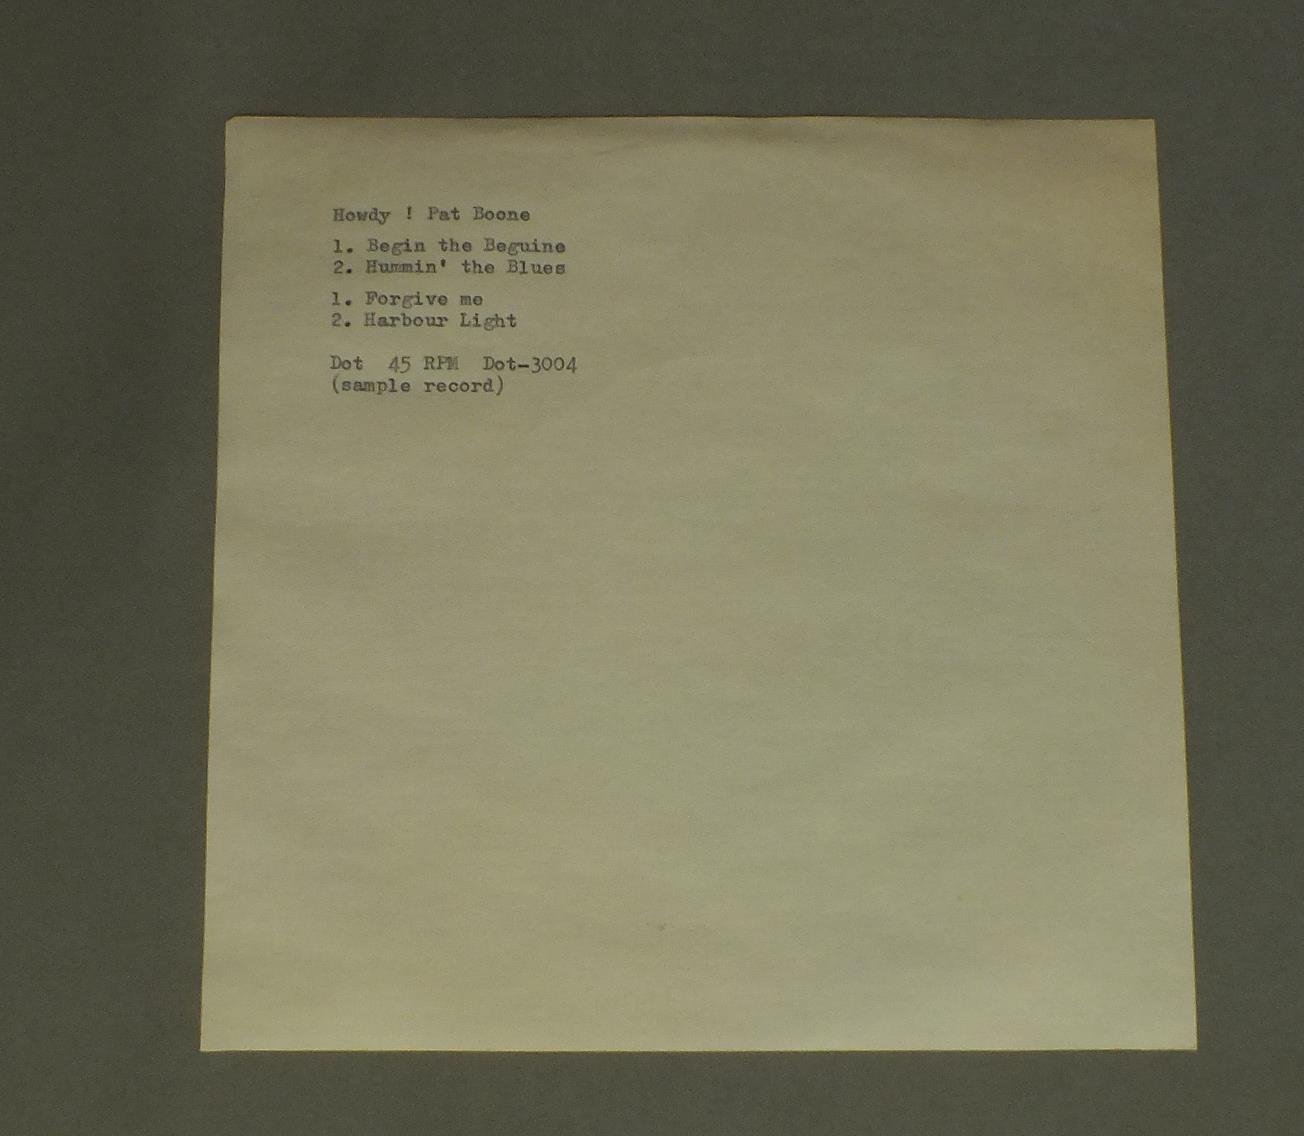 Howdy ! Pat Boone
1. Begin the Beguine
2. Hummin' the Blues
1. Forgive me
2. Harbour Light
Dot 45 RPM Dot-3004
(sample record)